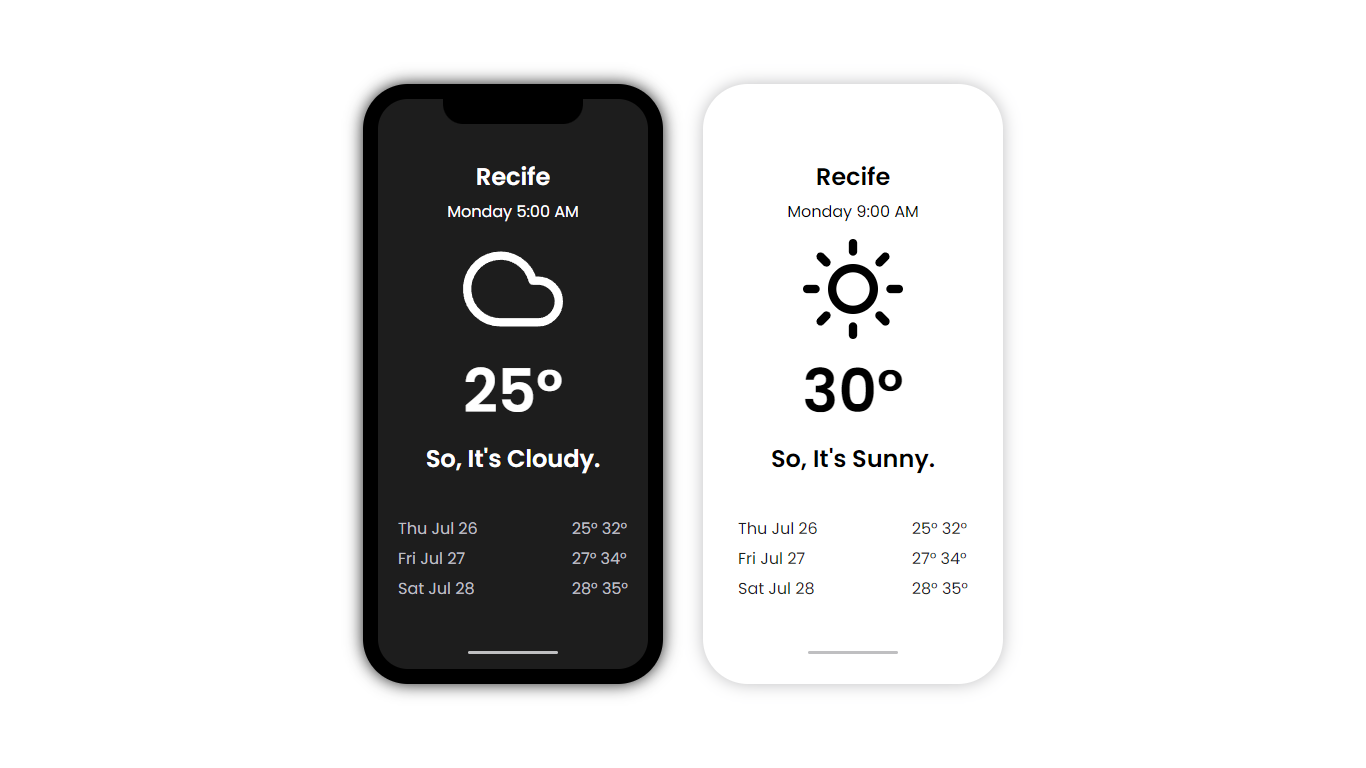 Recife
Monday 5:00 AM
25º
So, It's Cloudy.
Thu Jul 26 25º 32º
Fri Jul 27 27º 34º
Sat Jul 28 28º 35º
Recife
Monday 9:00 AM
30º
So, It's Sunny.
Thu Jul 26 25º 32º
Fri Jul 27 27º 34º
Sat Jul 28 28º 35º